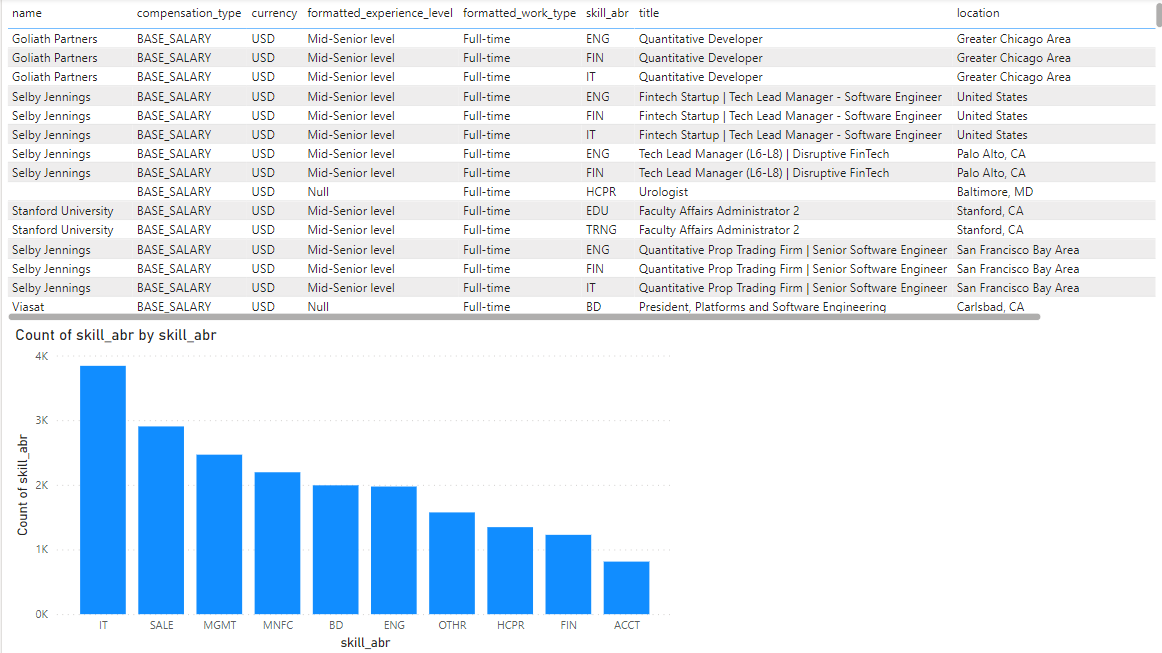 name compensation_type currency formatted_experience_level formatted_work_type skill_abr title location
Goliath Partners BASE_SALARY USD Mid-Senior level Full-time ENG Quantitative Developer Greater Chicago Area
Goliath Partners BASE_SALARY USD Mid-Senior level Full-time FIN Quantitative Developer Greater Chicago Area
Goliath Partners BASE_SALARY USD Mid-Senior level Full-time IT Quantitative Developer Greater Chicago Area
Selby Jennings BASE_SALARY USD Mid-Senior level Full-time ENG Fintech Startup | Tech Lead Manager - Software Engineer United States
Selby Jennings BASE_SALARY USD Mid-Senior level Full-time FIN Fintech Startup | Tech Lead Manager - Software Engineer United States
Selby Jennings BASE_SALARY USD Mid-Senior level Full-time IT Fintech Startup | Tech Lead Manager - Software Engineer United States
Selby Jennings BASE_SALARY USD Mid-Senior level Full-time ENG Tech Lead Manager (L6-L8) | Disruptive FinTech Palo Alto, CA
Selby Jennings BASE_SALARY USD Mid-Senior level Full-time FIN Tech Lead Manager (L6-L8) | Disruptive FinTech Palo Alto, CA
BASE_SALARY USD Null Full-time HCPR Urologist Baltimore, MD
Stanford University BASE_SALARY USD Mid-Senior level Full-time EDU Faculty Affairs Administrator 2 Stanford, CA
Stanford University BASE_SALARY USD Mid-Senior level Full-time TRNG Faculty Affairs Administrator 2 Stanford, CA
Selby Jennings BASE_SALARY USD Mid-Senior level Full-time ENG Quantitative Prop Trading Firm | Senior Software Engineer San Francisco Bay Area
Selby Jennings BASE_SALARY USD Mid-Senior level Full-time FIN Quantitative Prop Trading Firm | Senior Software Engineer San Francisco Bay Area
Selby Jennings BASE_SALARY USD Mid-Senior level Full-time IT Quantitative Prop Trading Firm | Senior Software Engineer San Francisco Bay Area
Viasat BASE_SALARY USD Null Full-time BD President, Platforms and Software Engineering Carlsbad, CA
Count of skill_abr by skill_abr
4K
3K
2K
1K
0K
Count of skill_abr
IT SALE MGMT MNFC BD ENG OTHR HCPR FIN ACCT
skill_abr